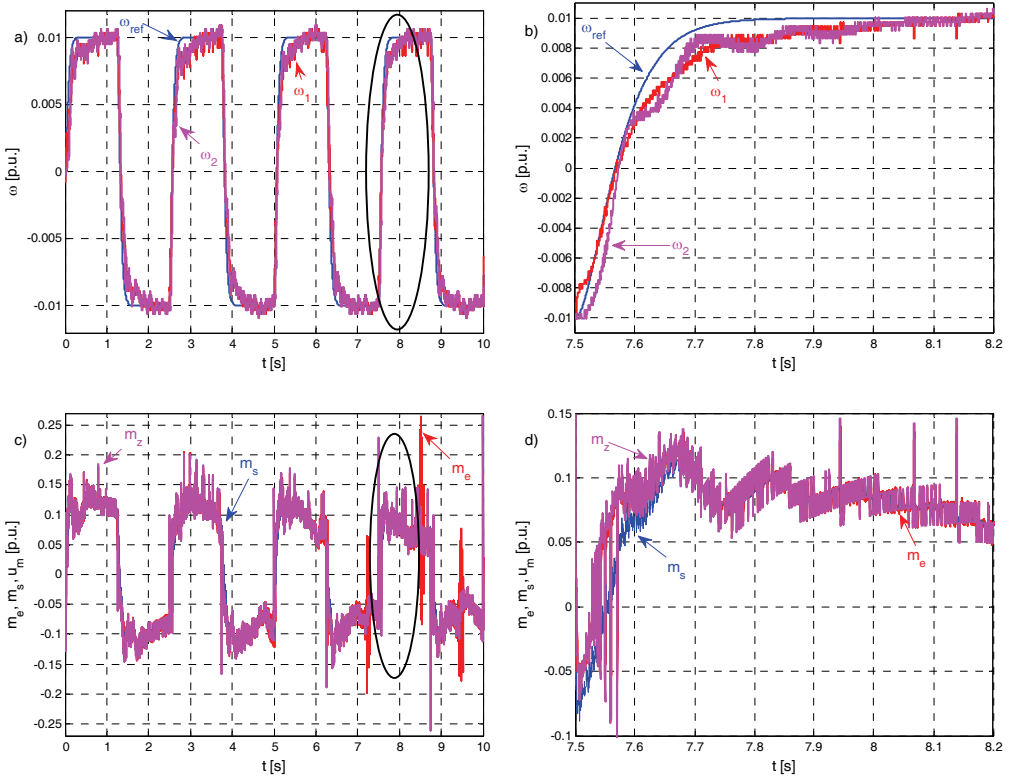 a)
ω [p.u.]
0.01
0.005
0
-0.005
-0.01
ω_ref
ω_1
ω_2
0 1 2 3 4 5 6 7 8 9 10
t [s]
b)
ω [p.u.]
0.01
0.008
0.006
0.004
0.002
0
-0.002
-0.004
-0.006
-0.008
-0.01
ω_ref
ω_1
ω_2
7.5 7.6 7.7 7.8 7.9 8 8.1 8.2
t [s]
c)
m_e, m_s, u_m [p.u.]
0.25
0.2
0.15
0.10
0.05
0
-0.05
-0.1
-0.15
-0.2
-0.25
m_z
m_s
m_e
0 1 2 3 4 5 6 7 8 9 10
t [s]
d)
m_e, m_s, u_m [p.u.]
0.15
0.1
0.05
0
-0.05
-0.1
m_z
m_s
m_e
7.5 7.6 7.7 7.8 7.9 8 8.1 8.2
t [s]